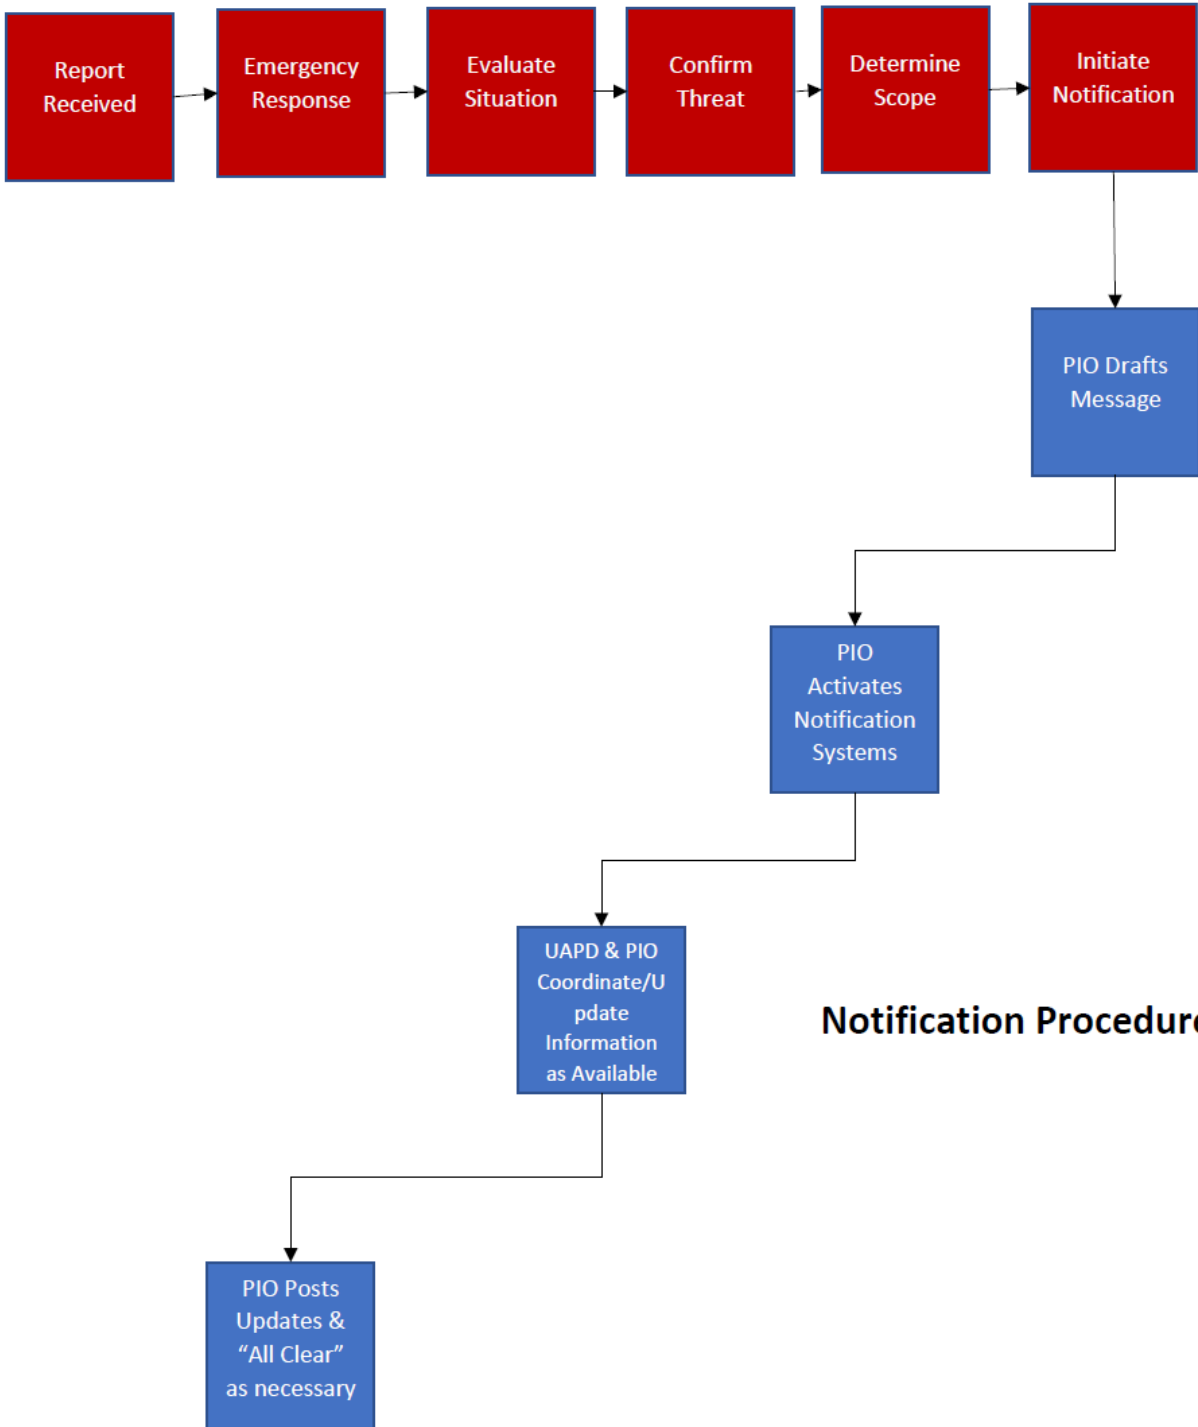 Report
Received
Emergency
Response
Evaluate
Situation
Confirm
Threat
Determine
Scope
Initiate
Notification
PIO Drafts
Message
PIO
Activates
Notification
Systems
UAPD & PIO
Coordinate/U
pdate
Information
as Available
Notification Procedure
PIO Posts
Updates &
“All Clear”
as necessary